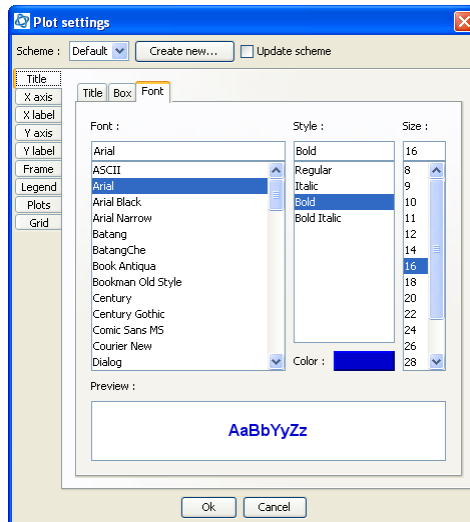 Plot settings
Scheme : Default Create new... Update scheme
Title
X axis
X label
Y axis
Y label
Frame
Legend
Plots
Grid
Title Box Font
Font :
Arial
ASCII
Arial
Arial Black
Arial Narrow
Batang
BatangChe
Book Antiqua
Bookman Old Style
Century
Century Gothic
Comic Sans MS
Courier New
Dialog
Style :
Bold
Regular
Italic
Bold
Bold Italic
Color :
Size :
16
8
9
10
11
12
14
16
18
20
22
24
26
28
Preview :
AaBbYyZz
Ok Cancel